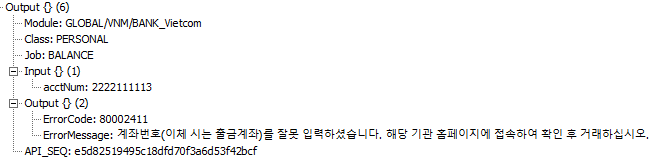 Output {} (6)
Module: GLOBAL/VNM/BANK_Vietcom
Class: PERSONAL
Job: BALANCE
Input {} (1)
acctNum: 2222111113
Output {} (2)
ErrorCode: 80002411
ErrorMessage: 계좌번호(이체 시는 출금계좌)를 잘못 입력하셨습니다. 해당 기관 홈페이지에 접속하여 확인 후 거래하십시오.
API_SEQ: e5d82519495c18dfd70f3a6d53f42bcf